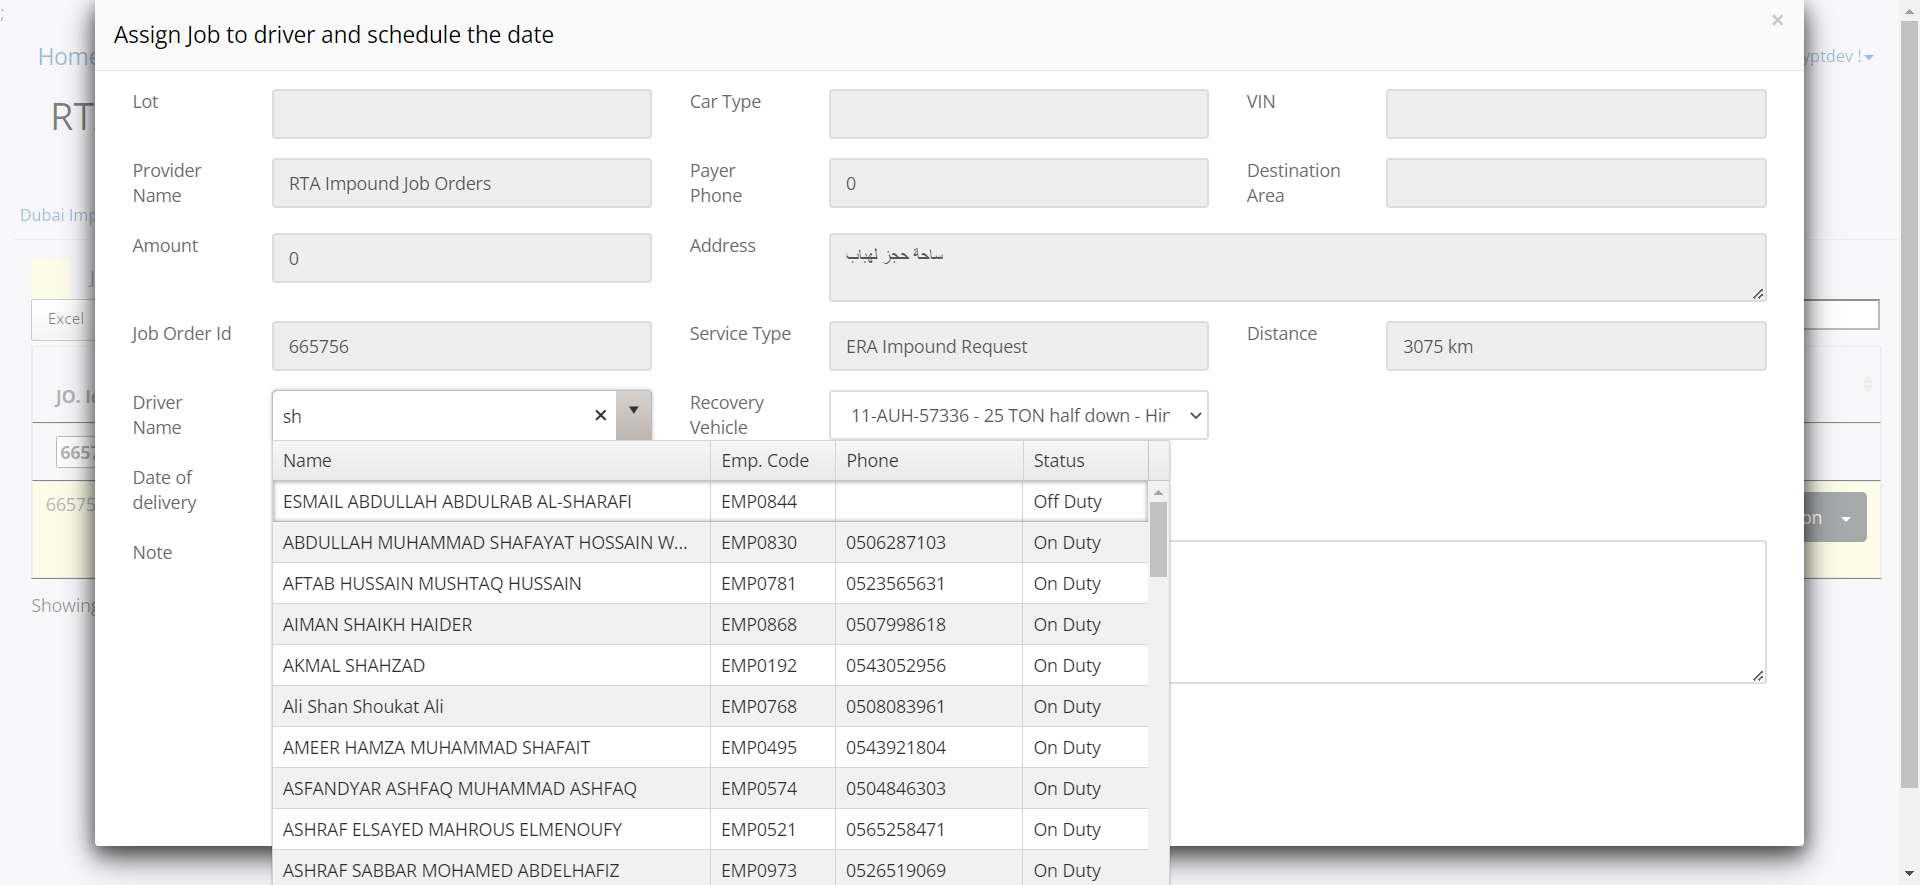 ;
Assign Job to driver and schedule the date
×
Home
yptdev !
RT
Lot
Car Type
VIN
Provider Name
RTA Impound Job Orders
Payer Phone
0
Destination Area
Dubai Imp
Amount
0
Address
ساحة حجز لهباب
Excel
Job Order Id
665756
Service Type
ERA Impound Request
Distance
3075 km
JO. Id
Driver Name
sh
Recovery Vehicle
11-AUH-57336 - 25 TON half down - Hin
6657
Name Emp. Code Phone Status
Date of delivery
66575
on
ESMAIL ABDULLAH ABDULRAB AL-SHARAFI EMP0844 Off Duty
ABDULLAH MUHAMMAD SHAFAYAT HOSSAIN W... EMP0830 0506287103 On Duty
Note
AFTAB HUSSAIN MUSHTAQ HUSSAIN EMP0781 0523565631 On Duty
Showing
AIMAN SHAIKH HAIDER EMP0868 0507998618 On Duty
AKMAL SHAHZAD EMP0192 0543052956 On Duty
Ali Shan Shoukat Ali EMP0768 0508083961 On Duty
AMEER HAMZA MUHAMMAD SHAFAIT EMP0495 0543921804 On Duty
ASFANDYAR ASHFAQ MUHAMMAD ASHFAQ EMP0574 0504846303 On Duty
ASHRAF ELSAYED MAHROUS ELMENOUFY EMP0521 0565258471 On Duty
ASHRAF SABBAR MOHAMED ABDELHAFIZ EMP0973 0526519069 On Duty